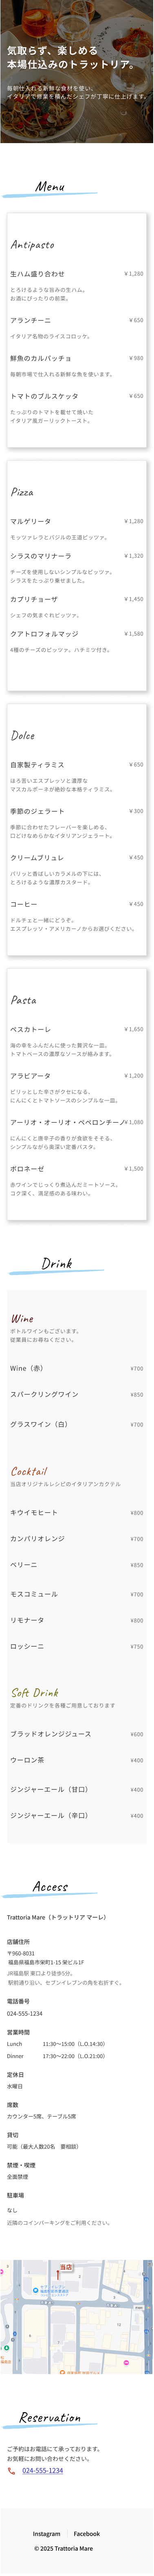 気取らず、楽しめる
本場仕込みのトラットリア。
毎朝仕入れる新鮮な食材を使い、
イタリアで修業を積んだシェフが丁寧に仕上げます。
Menu
Antipasto
生ハム盛り合わせ ¥1,280
とろけるような旨みの生ハム。
お酒にぴったりの前菜。
アランチーニ ¥650
イタリア名物のライスコロッケ。
鮮魚のカルパッチョ ¥980
毎朝市場で仕入れる新鮮な魚を使います。
トマトのブルスケッタ ¥650
たっぷりのトマトを載せて焼いた
イタリア風ガーリックトースト。
Pizza
マルゲリータ ¥1,280
モッツァレラとバジルの王道ピッツァ。
シラスのマリナーラ ¥1,320
チーズを使用しないシンプルなピッツァ。
シラスをたっぷり乗せました。
カプリチョーザ ¥1,450
シェフの気まぐれピッツァ。
クアトロフォルマッジ ¥1,580
4種のチーズのピッツァ。ハチミツ付き。
Dolce
自家製ティラミス ¥650
ほろ苦いエスプレッソと濃厚な
マスカルポーネが絶妙な本格ティラミス。
季節のジェラート ¥300
季節に合わせたフレーバーを楽しめる、
口どけなめらかなイタリアンジェラート。
クリームブリュレ ¥450
パリッと香ばしいカラメルの下には、
とろけるような濃厚カスタード。
コーヒー ¥450
ドルチェと一緒にどうぞ。
エスプレッソ・アメリカーノからお選びください。
Pasta
ペスカトーレ ¥1,650
海の幸をふんだんに使った贅沢な一皿。
トマトベースの濃厚なソースが絡みます。
アラビアータ ¥1,200
ピリッとした辛さがクセになる、
にんにくとトマトソースのシンプルな一皿。
アーリオ・オーリオ・ペペロンチーノ ¥1,080
にんにくと唐辛子の香りが食欲をそそる、
シンプルながら奥深い定番パスタ。
ボロネーゼ ¥1,500
赤ワインでじっくり煮込んだミートソース。
コク深く、満足感のある味わい。
Drink
Wine
ボトルワインもございます。
従業員にお尋ねください。
Wine（赤） ¥700
スパークリングワイン ¥850
グラスワイン（白） ¥700
Cocktail
当店オリジナルレシピのイタリアンカクテル
キウイモヒート ¥800
カンパリオレンジ ¥700
ベリーニ ¥850
モスコミュール ¥700
リモナータ ¥800
ロッシーニ ¥750
Soft Drink
定番のドリンクを各種ご用意しております
ブラッドオレンジジュース ¥600
ウーロン茶 ¥400
ジンジャーエール（甘口） ¥400
ジンジャーエール（辛口） ¥400
Access
Trattoria Mare（トラットリア マーレ）
店舗住所
〒960-8031
福島県福島市栄町1-15 栄ビル1F
JR福島駅 東口より徒歩5分。
駅前通り沿い、セブンイレブンの角を右折すぐ。
電話番号
024-555-1234
営業時間
Lunch 11:30～15:00（L.O.14:30）
Dinner 17:30～22:00（L.O.21:00）
定休日
水曜日
席数
カウンター5席、テーブル5席
貸切
可能（最大人数20名　要相談）
禁煙・喫煙
全面禁煙
駐車場
なし
近隣のコインパーキングをご利用ください。
当店
Reservation
ご予約はお電話にて承っております。
お気軽にお問い合わせください。
024-555-1234
Instagram Facebook
© 2025 Trattoria Mare